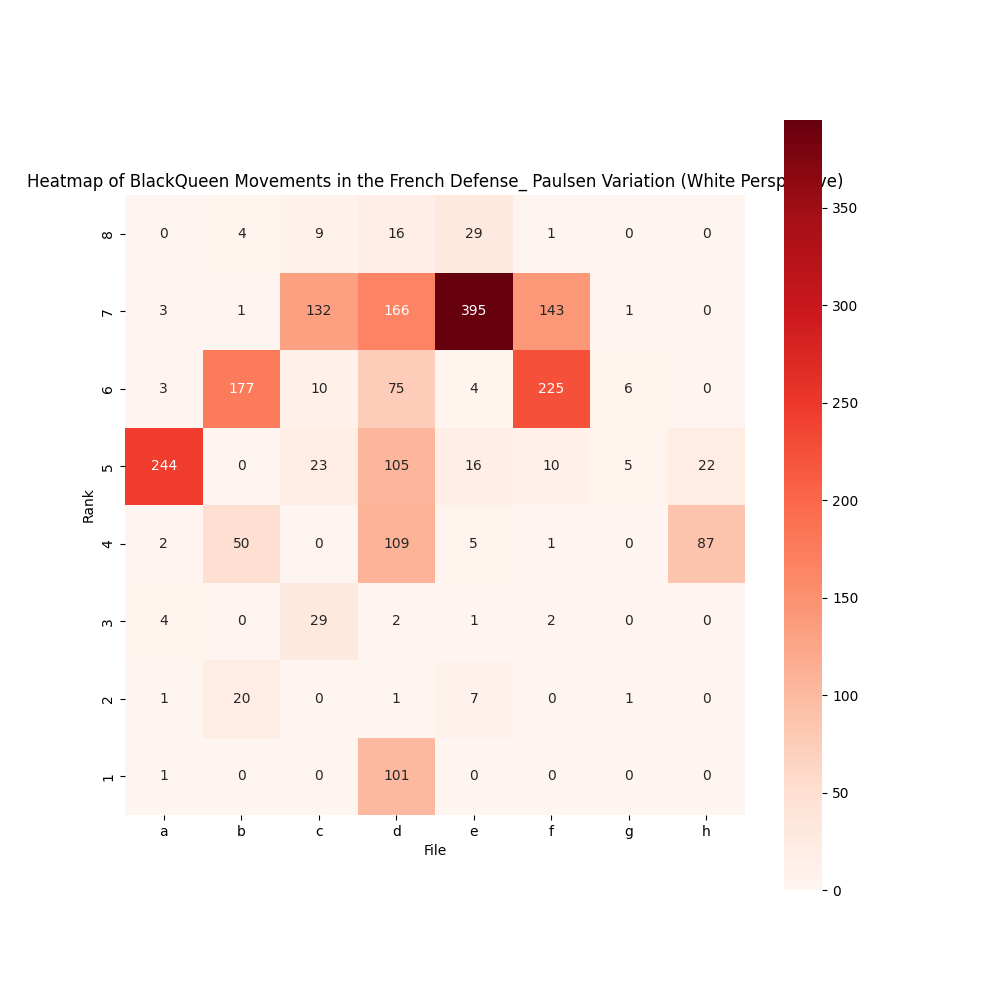 Heatmap of BlackQueen Movements in the French Defense_ Paulsen Variation (White Persp ve)
8 0 4 9 16 29 1 0 0
7 3 1 132 166 395 143 1 0
6 3 177 10 75 4 225 6 0
5 244 0 23 105 16 10 5 22
4 2 50 0 109 5 1 0 87
3 4 0 29 2 1 2 0 0
2 1 20 0 1 7 0 1 0
1 1 0 0 101 0 0 0 0
a b c d e f g h
Rank
File
350
300
250
200
150
100
50
0